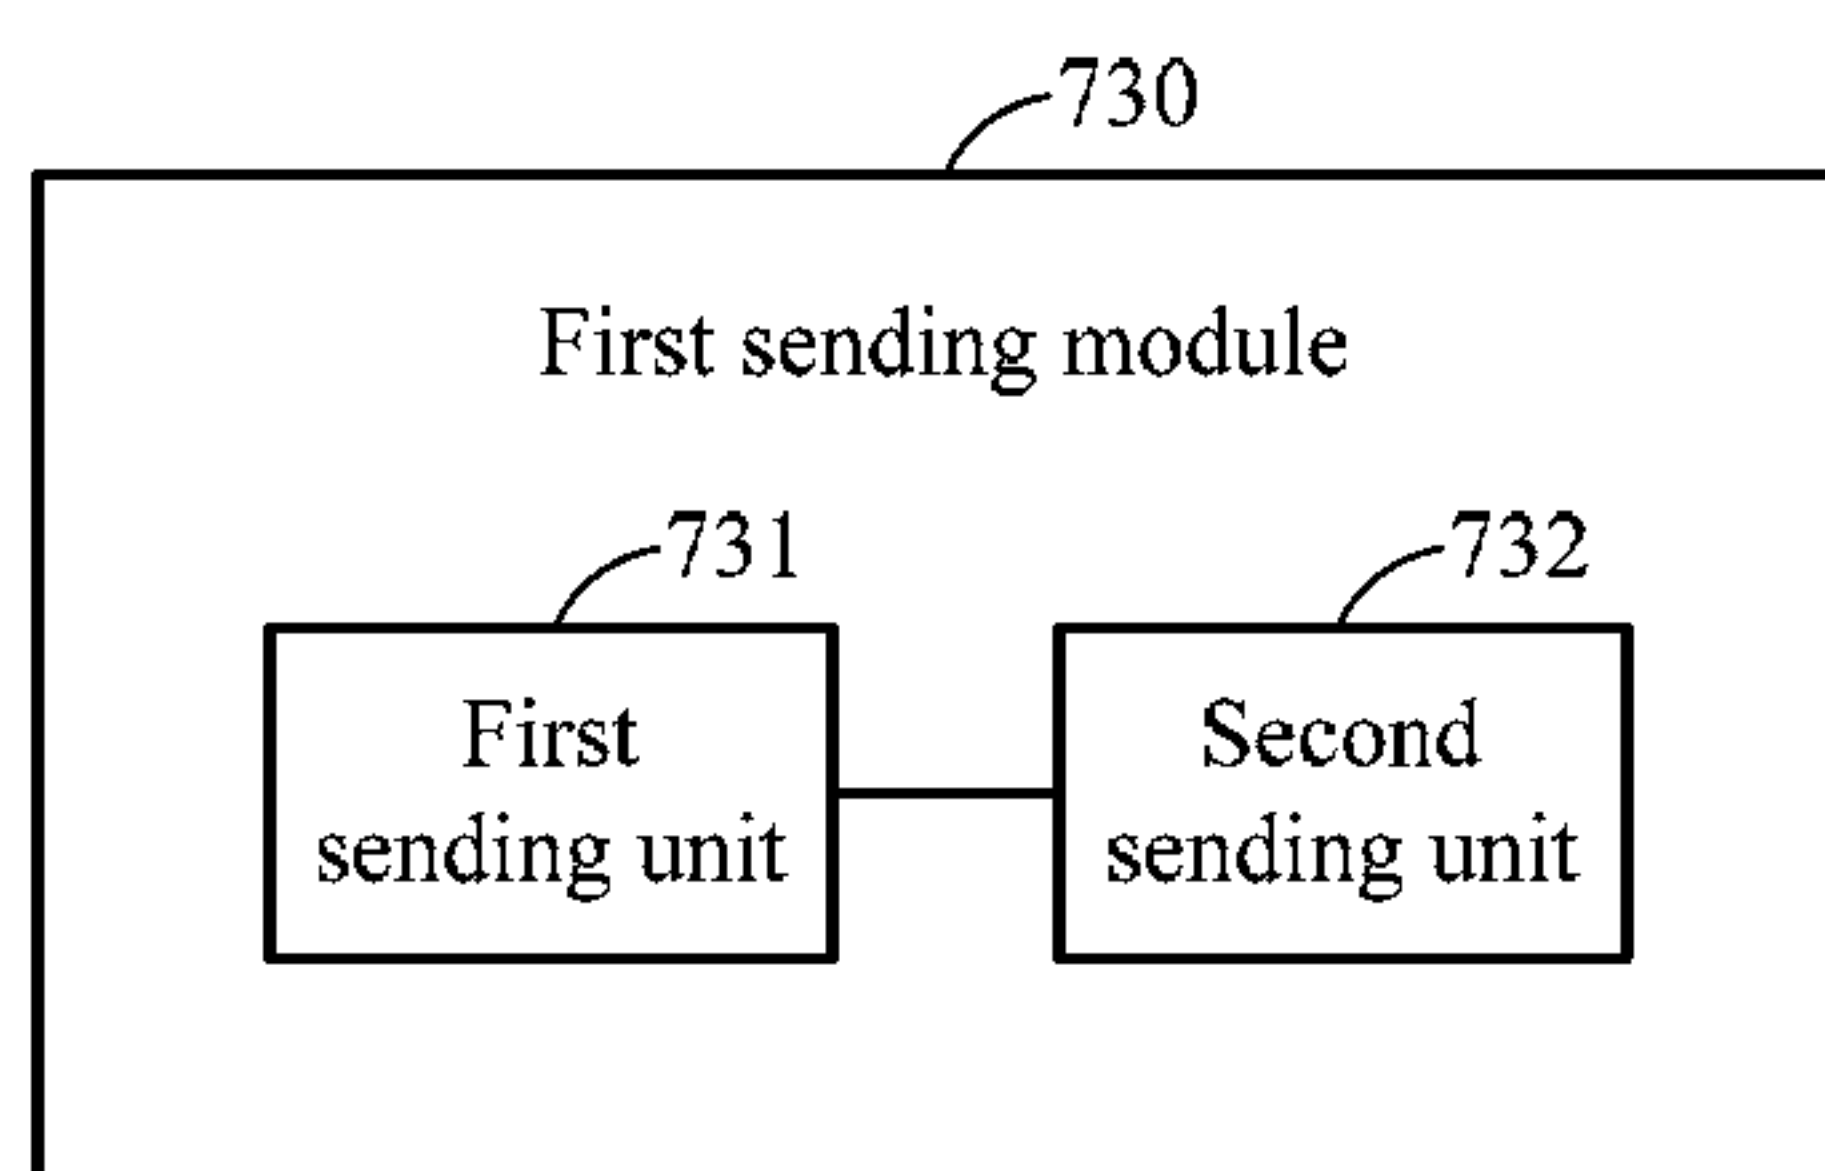 730
First sending module
731
732
First
sending unit
Second
sending unit